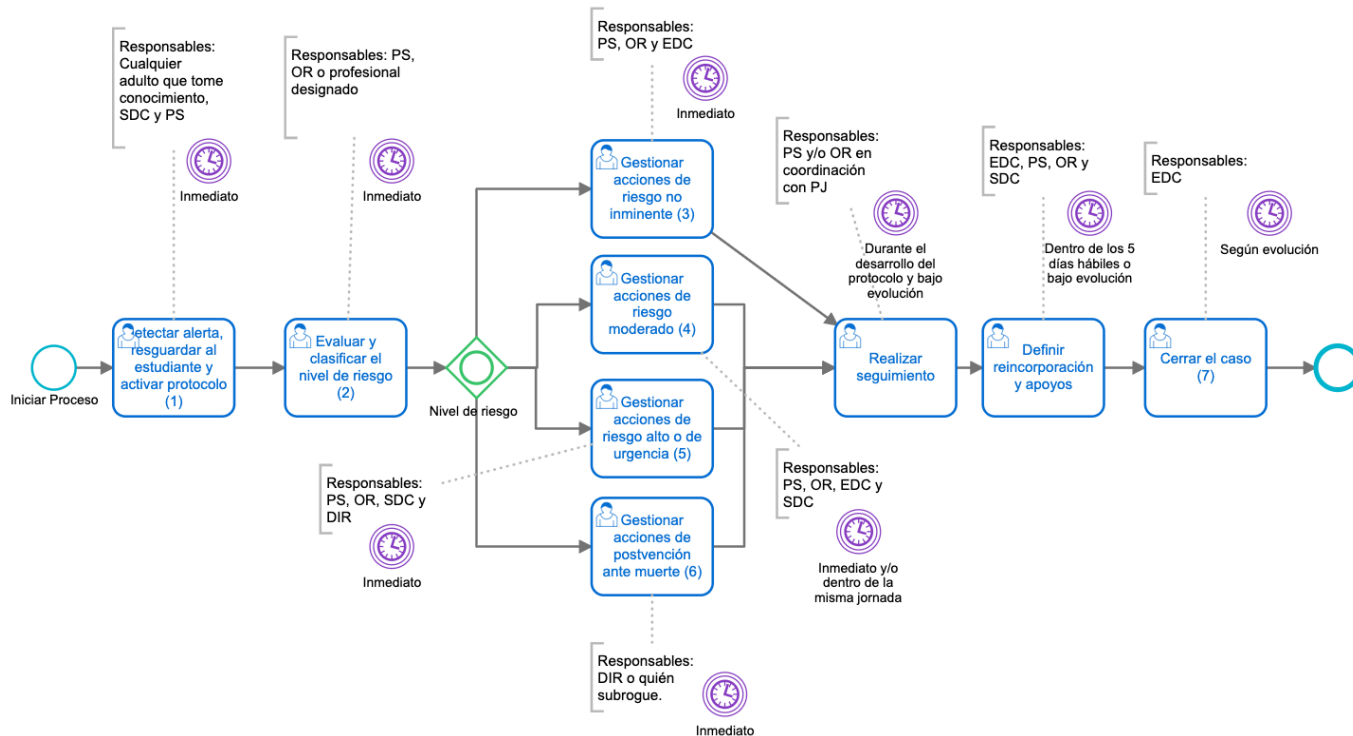 Responsables:
Cualquier
adulto que tome
conocimiento,
SDC y PS
Inmediato
Responsables: PS,
OR o profesional
designado
Inmediato
Responsables:
PS, OR y EDC
Inmediato
Responsables:
PS y/o OR en
coordinación
con PJ
Durante el
desarrollo del
protocolo y bajo
evolución
Responsables:
EDC, PS, OR y
SDC
Dentro de los 5
días hábiles o
bajo evolución
Responsables:
EDC
Según evolución
Iniciar Proceso
etectar alerta,
resguardar al
estudiante y
activar protocolo
(1)
Evaluar y
clasificar el
nivel de riesgo
(2)
Nivel de riesgo
Gestionar
acciones de
riesgo no
inminente (3)
Gestionar
acciones de
riesgo
moderado (4)
Gestionar
acciones de
riesgo alto o de
urgencia (5)
Gestionar
acciones de
postvención
ante muerte (6)
Realizar
seguimiento
Definir
reincorporación
y apoyos
Cerrar el caso
(7)
Responsables:
PS, OR, SDC y
DIR
Inmediato
Responsables:
PS, OR, EDC y
SDC
Inmediato y/o
dentro de la
misma jornada
Responsables:
DIR o quién
subrogue.
Inmediato